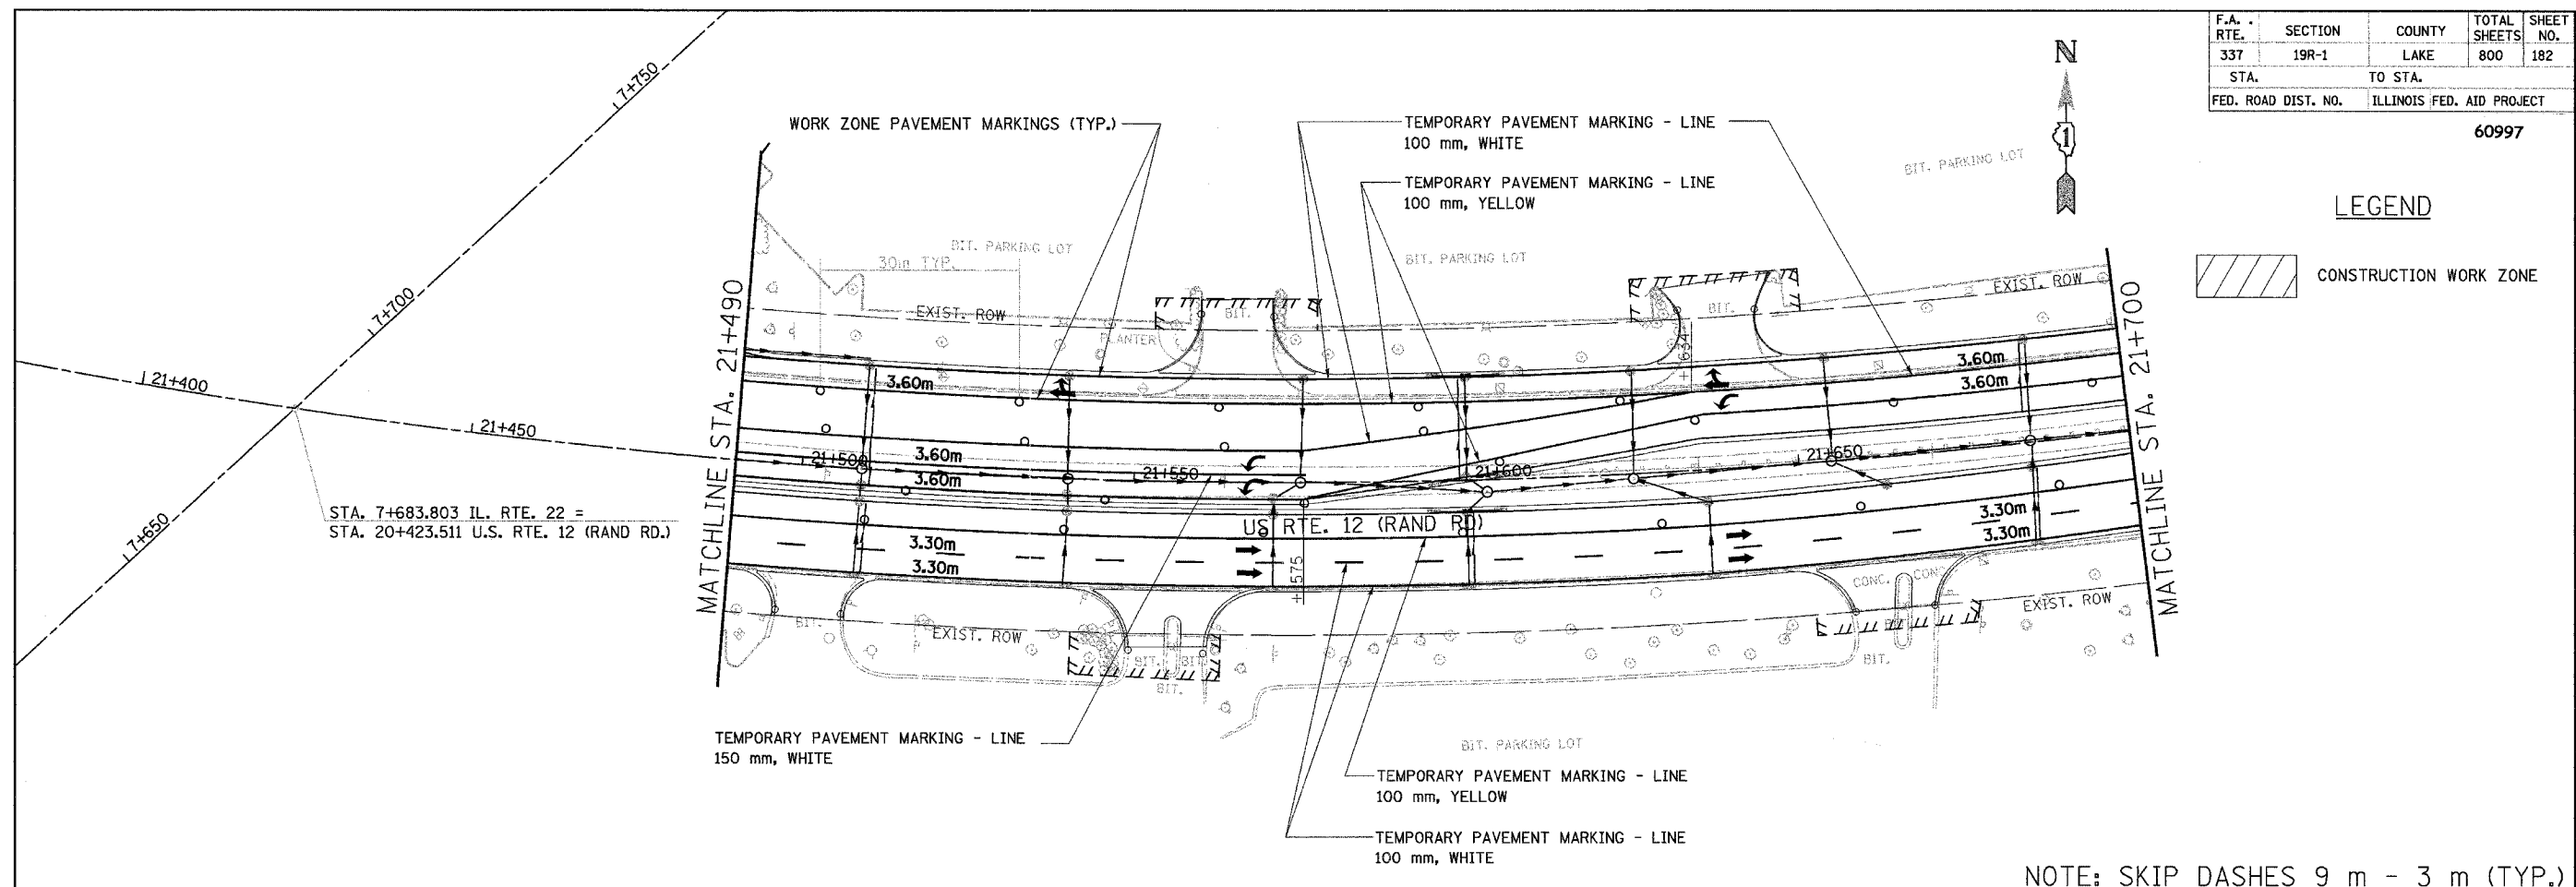 F.A. RTE. SECTION COUNTY TOTAL SHEETS SHEET NO.
337 19R-1 LAKE 800 182
STA. TO STA.
FED. ROAD DIST. NO. ILLINOIS FED. AID PROJECT
60997
N
1
LEGEND
CONSTRUCTION WORK ZONE
7+750
7+700
7+650
21+400
21+450
STA. 7+683.803 IL. RTE. 22 =
STA. 20+423.511 U.S. RTE. 12 (RAND RD.)
WORK ZONE PAVEMENT MARKINGS (TYP.)
TEMPORARY PAVEMENT MARKING - LINE
100 mm, WHITE
TEMPORARY PAVEMENT MARKING - LINE
100 mm, YELLOW
BIT. PARKING LOT
BIT. PARKING LOT
BIT. PARKING LOT
30m TYP.
MATCHLINE STA. 21+490
MATCHLINE STA. 21+700
EXIST. ROW
EXIST. ROW
PLANTER
BIT.
BIT.
+634
3.60m
3.60m
3.60m
3.60m
3.60m
21+500
21+550
21+600
21+650
US RTE. 12 (RAND RD)
3.30m
3.30m
3.30m
3.30m
+575
BIT.
EXIST. ROW
BIT.
BIT.
BIT.
CONC.
CONC.
EXIST. ROW
BIT.
TEMPORARY PAVEMENT MARKING - LINE
150 mm, WHITE
BIT. PARKING LOT
TEMPORARY PAVEMENT MARKING - LINE
100 mm, YELLOW
TEMPORARY PAVEMENT MARKING - LINE
100 mm, WHITE
NOTE: SKIP DASHES 9 m - 3 m (TYP.)